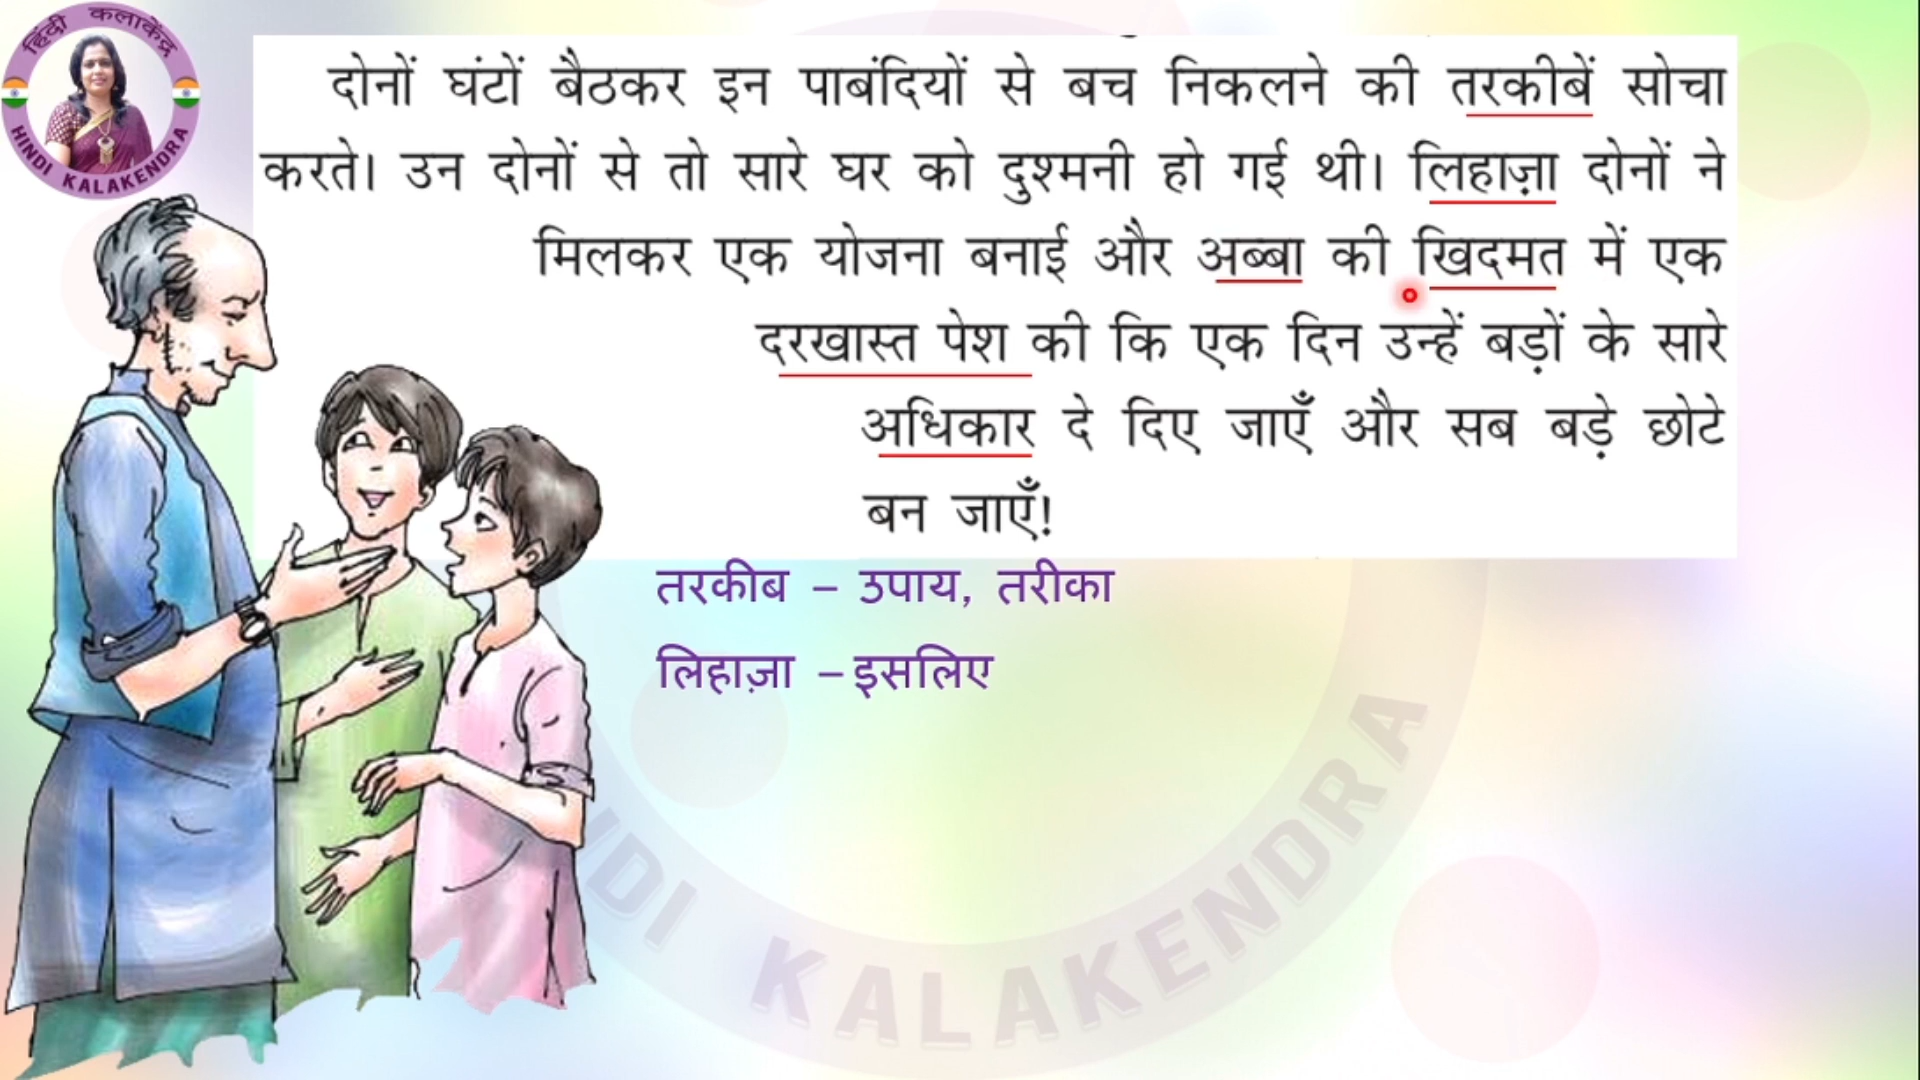 हिंदी कलाकेंद्र
HINDI KALAKENDRA
दोनों घंटों बैठकर इन पाबंदियों से बच निकलने की तरकीबें सोचा
करते। उन दोनों से तो सारे घर को दुश्मनी हो गई थी। लिहाज़ा दोनों ने
मिलकर एक योजना बनाई और अब्बा की खिदमत में एक
दरखास्त पेश की कि एक दिन उन्हें बड़ों के सारे
अधिकार दे दिए जाएँ और सब बड़े छोटे
बन जाएँ!
तरकीब – उपाय, तरीका
लिहाज़ा – इसलिए
NDI KALAKENDRA